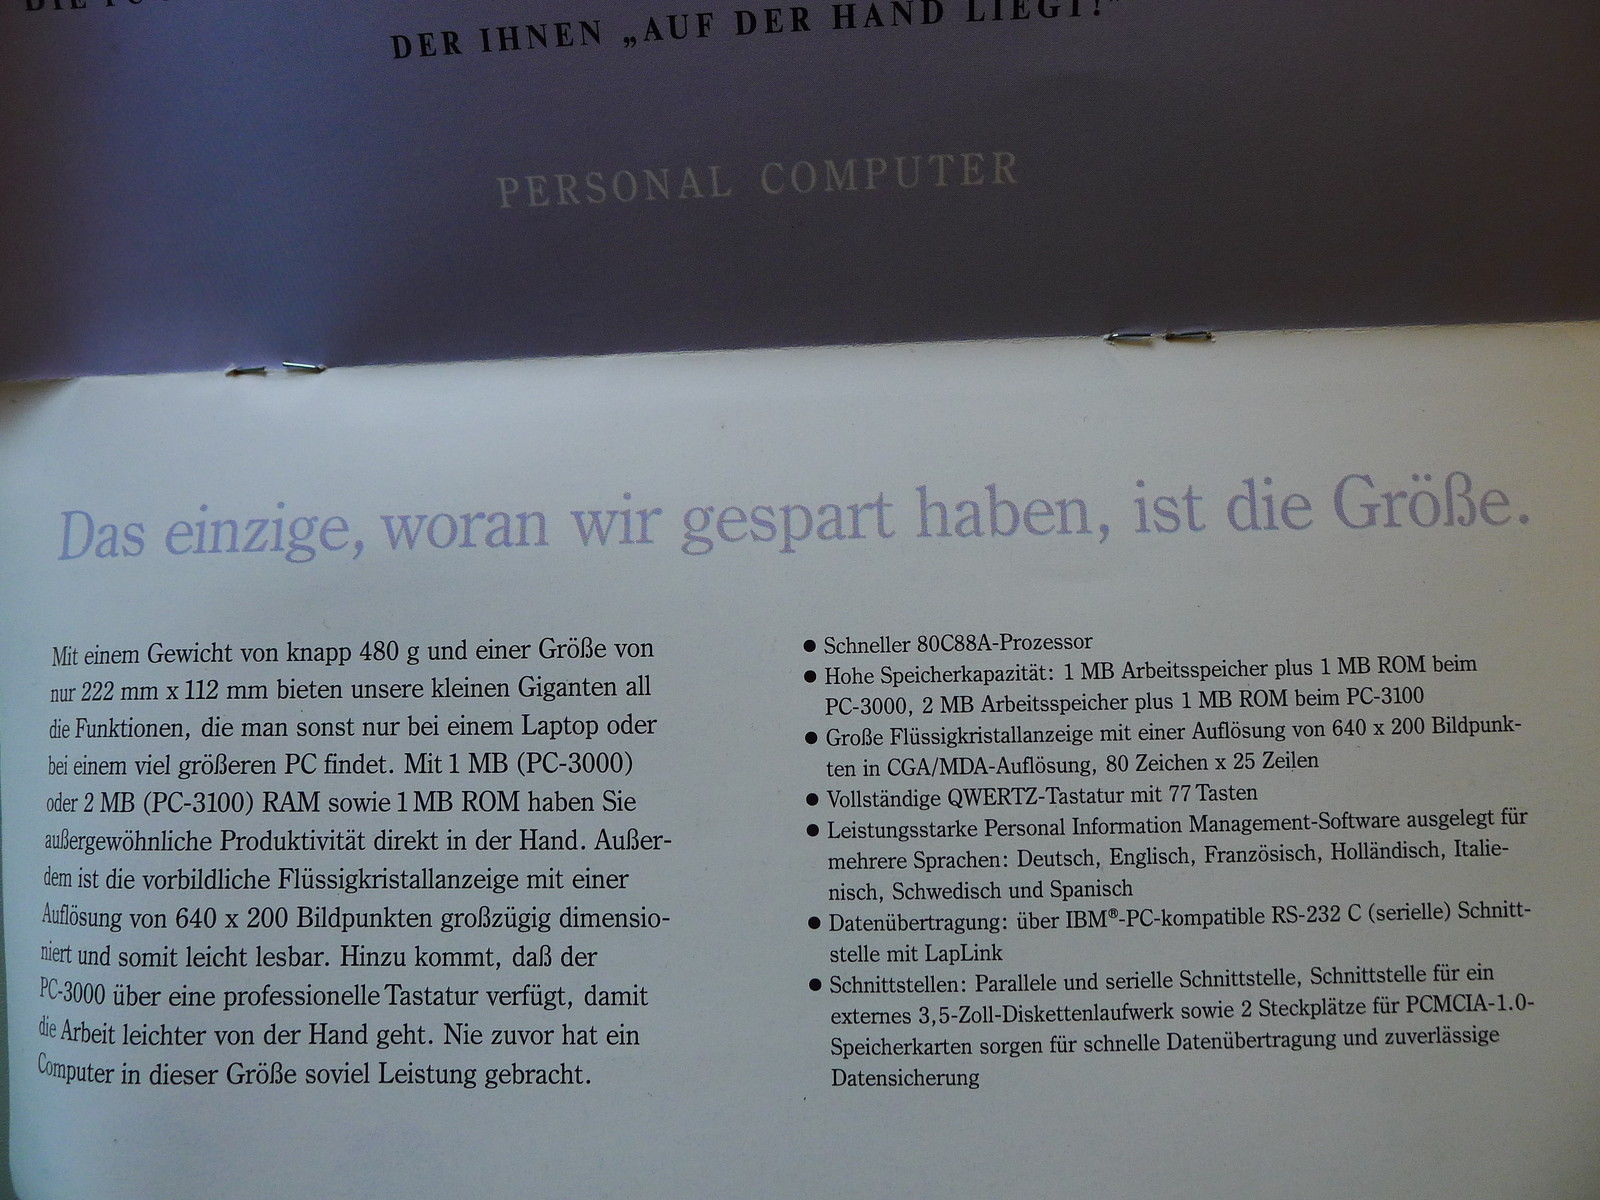 DER IHNEN „AUF DER HAND LIEGT!“
PERSONAL COMPUTER
Das einzige, woran wir gespart haben, ist die Größe.
Mit einem Gewicht von knapp 480 g und einer Größe von
nur 222 mm x 112 mm bieten unsere kleinen Giganten all
die Funktionen, die man sonst nur bei einem Laptop oder
bei einem viel größeren PC findet. Mit 1 MB (PC-3000)
oder 2 MB (PC-3100) RAM sowie 1 MB ROM haben Sie
außergewöhnliche Produktivität direkt in der Hand. Außer-
dem ist die vorbildliche Flüssigkristallanzeige mit einer
Auflösung von 640 x 200 Bildpunkten großzügig dimensio-
niert und somit leicht lesbar. Hinzu kommt, daß der
PC-3000 über eine professionelle Tastatur verfügt, damit
die Arbeit leichter von der Hand geht. Nie zuvor hat ein
Computer in dieser Größe soviel Leistung gebracht.
● Schneller 80C88A-Prozessor
● Hohe Speicherkapazität: 1 MB Arbeitsspeicher plus 1 MB ROM beim
PC-3000, 2 MB Arbeitsspeicher plus 1 MB ROM beim PC-3100
● Große Flüssigkristallanzeige mit einer Auflösung von 640 x 200 Bildpunk-
ten in CGA/MDA-Auflösung, 80 Zeichen x 25 Zeilen
● Vollständige QWERTZ-Tastatur mit 77 Tasten
● Leistungsstarke Personal Information Management-Software ausgelegt für
mehrere Sprachen: Deutsch, Englisch, Französisch, Holländisch, Italie-
nisch, Schwedisch und Spanisch
● Datenübertragung: über IBM®-PC-kompatible RS-232 C (serielle) Schnitt-
stelle mit LapLink
● Schnittstellen: Parallele und serielle Schnittstelle, Schnittstelle für ein
externes 3,5-Zoll-Diskettenlaufwerk sowie 2 Steckplätze für PCMCIA-1.0-
Speicherkarten sorgen für schnelle Datenübertragung und zuverlässige
Datensicherung